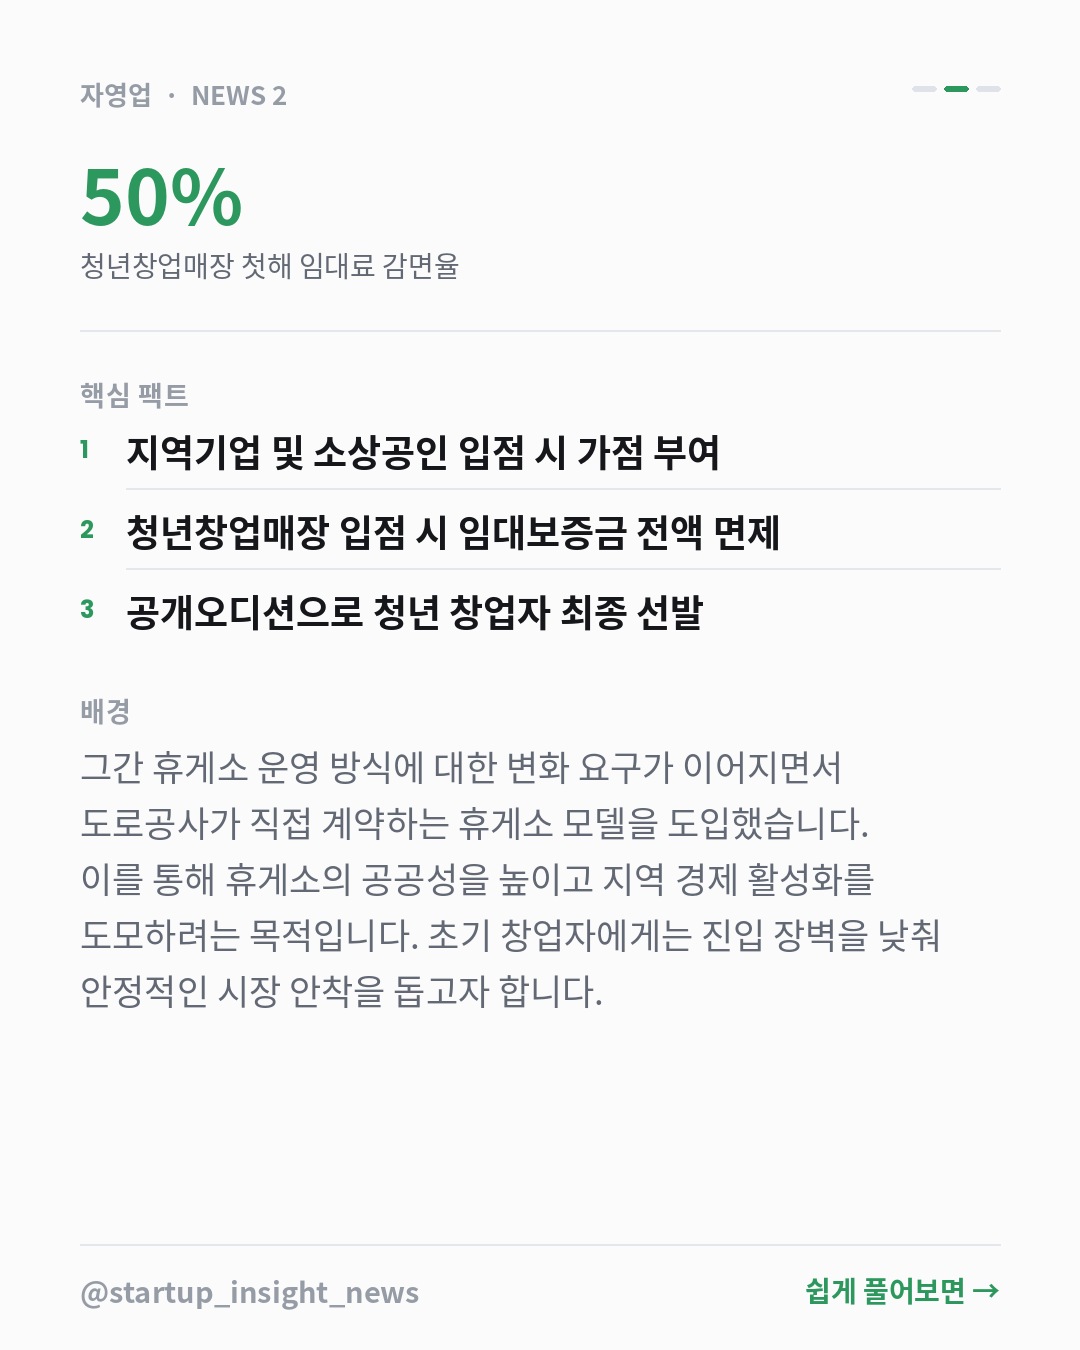 자영업 · NEWS 2
50%
청년창업매장 첫해 임대료 감면율
핵심 팩트
1 지역기업 및 소상공인 입점 시 가점 부여
2 청년창업매장 입점 시 임대보증금 전액 면제
3 공개오디션으로 청년 창업자 최종 선발
배경
그간 휴게소 운영 방식에 대한 변화 요구가 이어지면서
도로공사가 직접 계약하는 휴게소 모델을 도입했습니다.
이를 통해 휴게소의 공공성을 높이고 지역 경제 활성화를
도모하려는 목적입니다. 초기 창업자에게는 진입 장벽을 낮춰
안정적인 시장 안착을 돕고자 합니다.
@startup_insight_news
쉽게 풀어보면 →